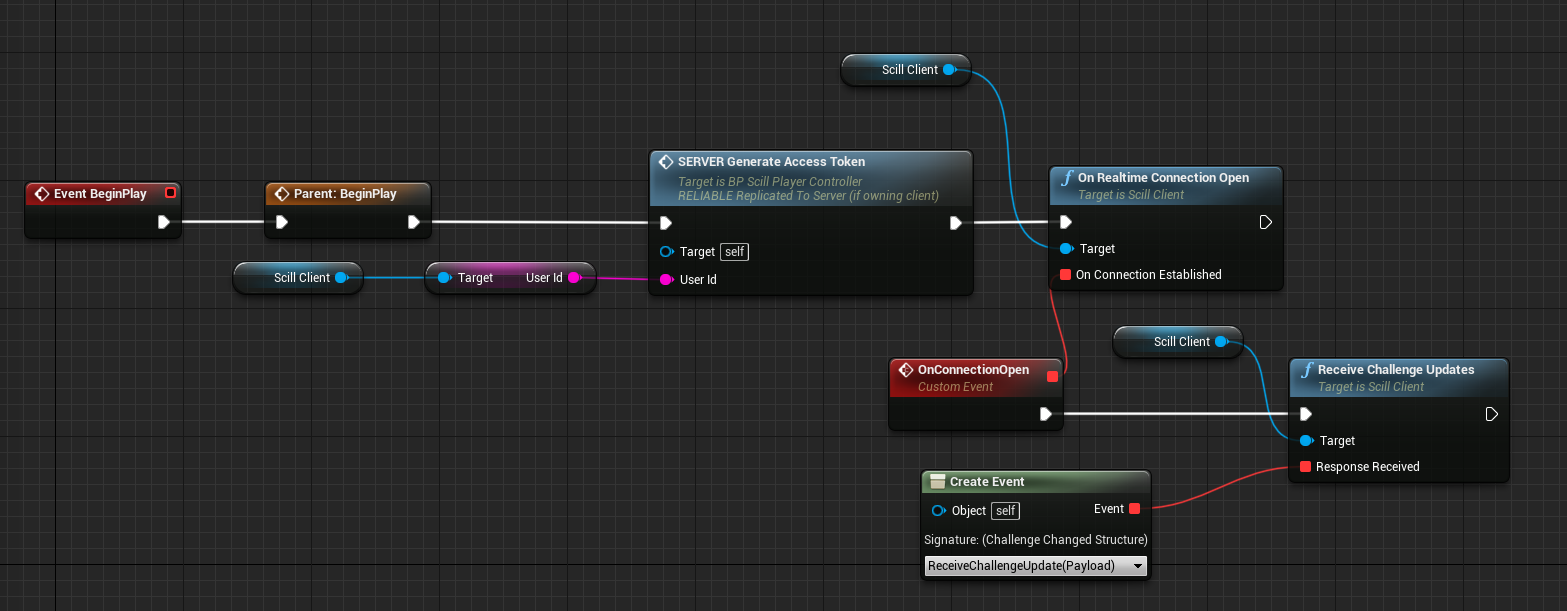 Scill Client
SERVER Generate Access Token
Target is BP Scill Player Controller
RELIABLE Replicated To Server (if owning client)
Event BeginPlay
Parent: BeginPlay
On Realtime Connection Open
Target is Scill Client
Target self
Target
Scill Client
Target User Id
User Id
On Connection Established
Scill Client
OnConnectionOpen
Custom Event
Receive Challenge Updates
Target is Scill Client
Target
Response Received
Create Event
Object self Event
Signature: (Challenge Changed Structure)
ReceiveChallengeUpdate(Payload)